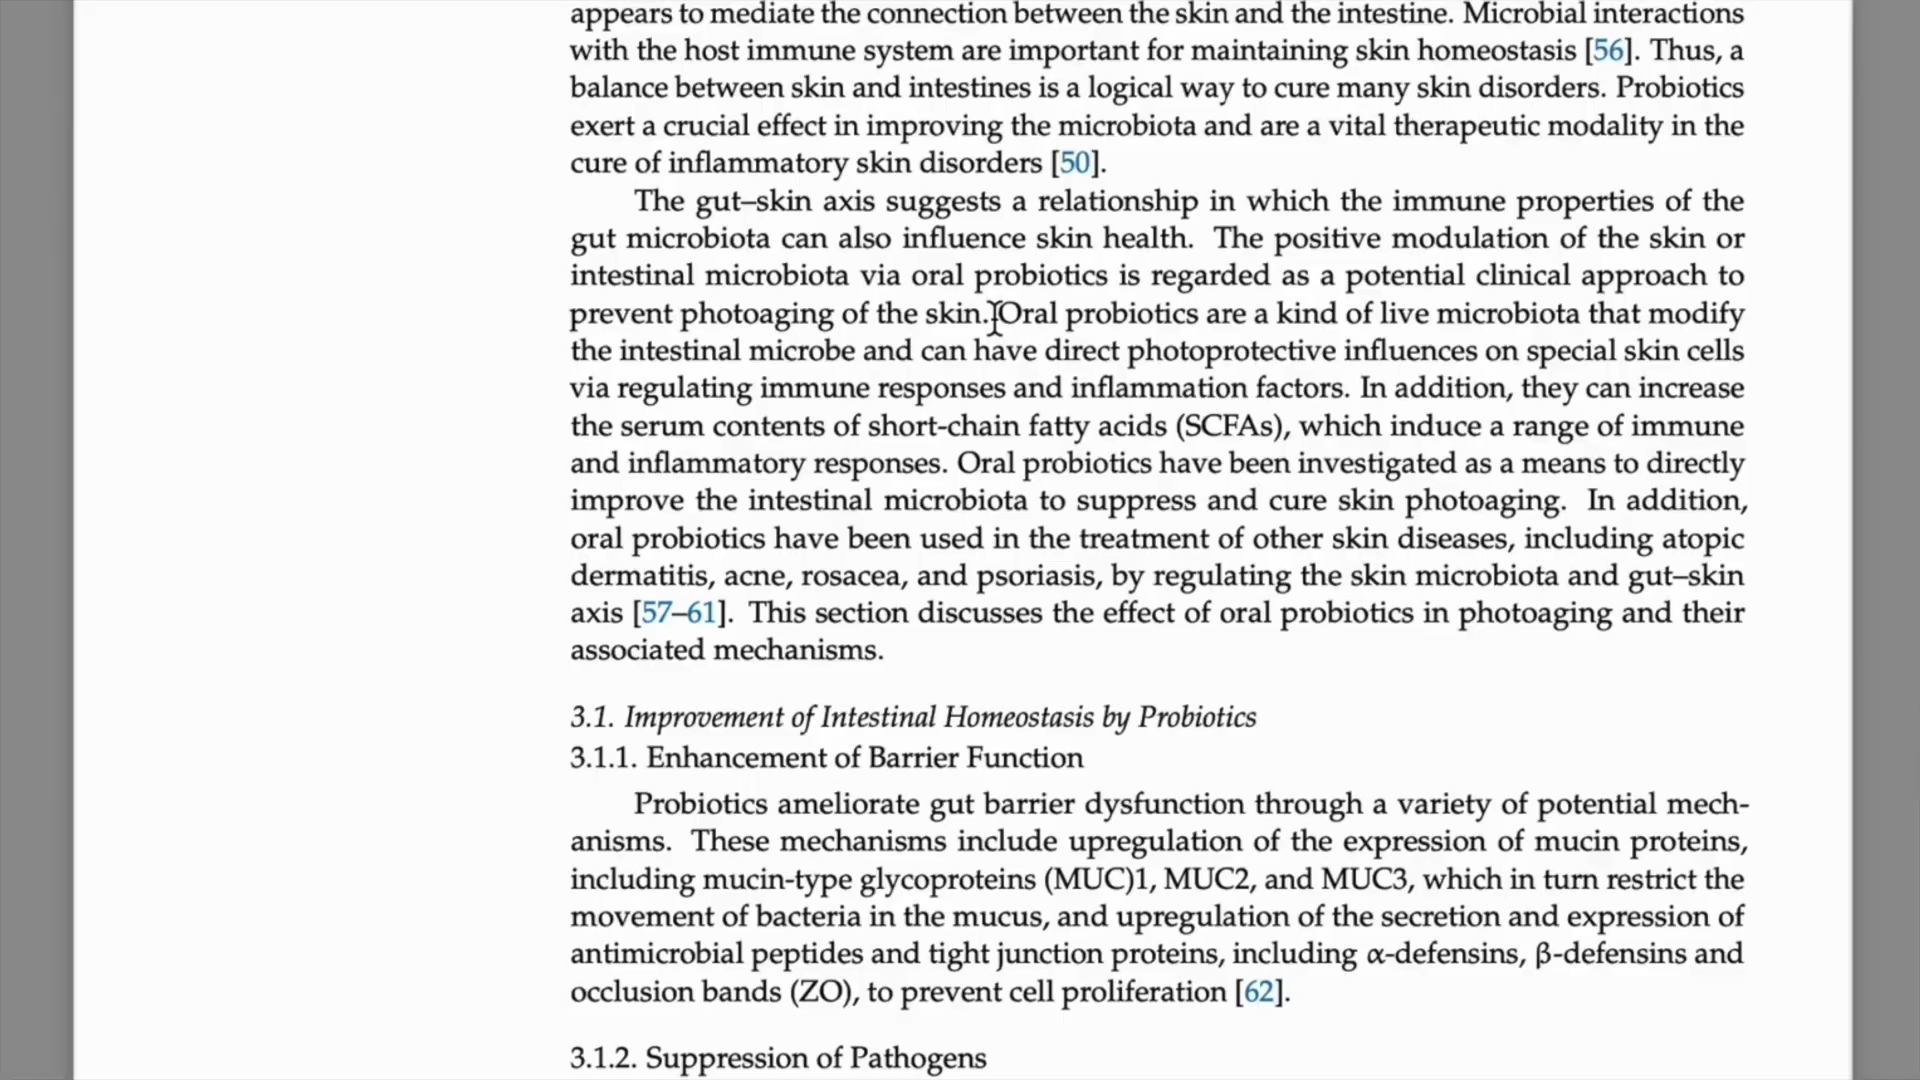 appears to mediate the connection between the skin and the intestine. Microbial interactions
with the host immune system are important for maintaining skin homeostasis [56]. Thus, a
balance between skin and intestines is a logical way to cure many skin disorders. Probiotics
exert a crucial effect in improving the microbiota and are a vital therapeutic modality in the
cure of inflammatory skin disorders [50].
The gut–skin axis suggests a relationship in which the immune properties of the
gut microbiota can also influence skin health. The positive modulation of the skin or
intestinal microbiota via oral probiotics is regarded as a potential clinical approach to
prevent photoaging of the skin. Oral probiotics are a kind of live microbiota that modify
the intestinal microbe and can have direct photoprotective influences on special skin cells
via regulating immune responses and inflammation factors. In addition, they can increase
the serum contents of short-chain fatty acids (SCFAs), which induce a range of immune
and inflammatory responses. Oral probiotics have been investigated as a means to directly
improve the intestinal microbiota to suppress and cure skin photoaging. In addition,
oral probiotics have been used in the treatment of other skin diseases, including atopic
dermatitis, acne, rosacea, and psoriasis, by regulating the skin microbiota and gut–skin
axis [57–61]. This section discusses the effect of oral probiotics in photoaging and their
associated mechanisms.
3.1. Improvement of Intestinal Homeostasis by Probiotics
3.1.1. Enhancement of Barrier Function
Probiotics ameliorate gut barrier dysfunction through a variety of potential mech-
anisms. These mechanisms include upregulation of the expression of mucin proteins,
including mucin-type glycoproteins (MUC)1, MUC2, and MUC3, which in turn restrict the
movement of bacteria in the mucus, and upregulation of the secretion and expression of
antimicrobial peptides and tight junction proteins, including α-defensins, β-defensins and
occlusion bands (ZO), to prevent cell proliferation [62].
3.1.2. Suppression of Pathogens